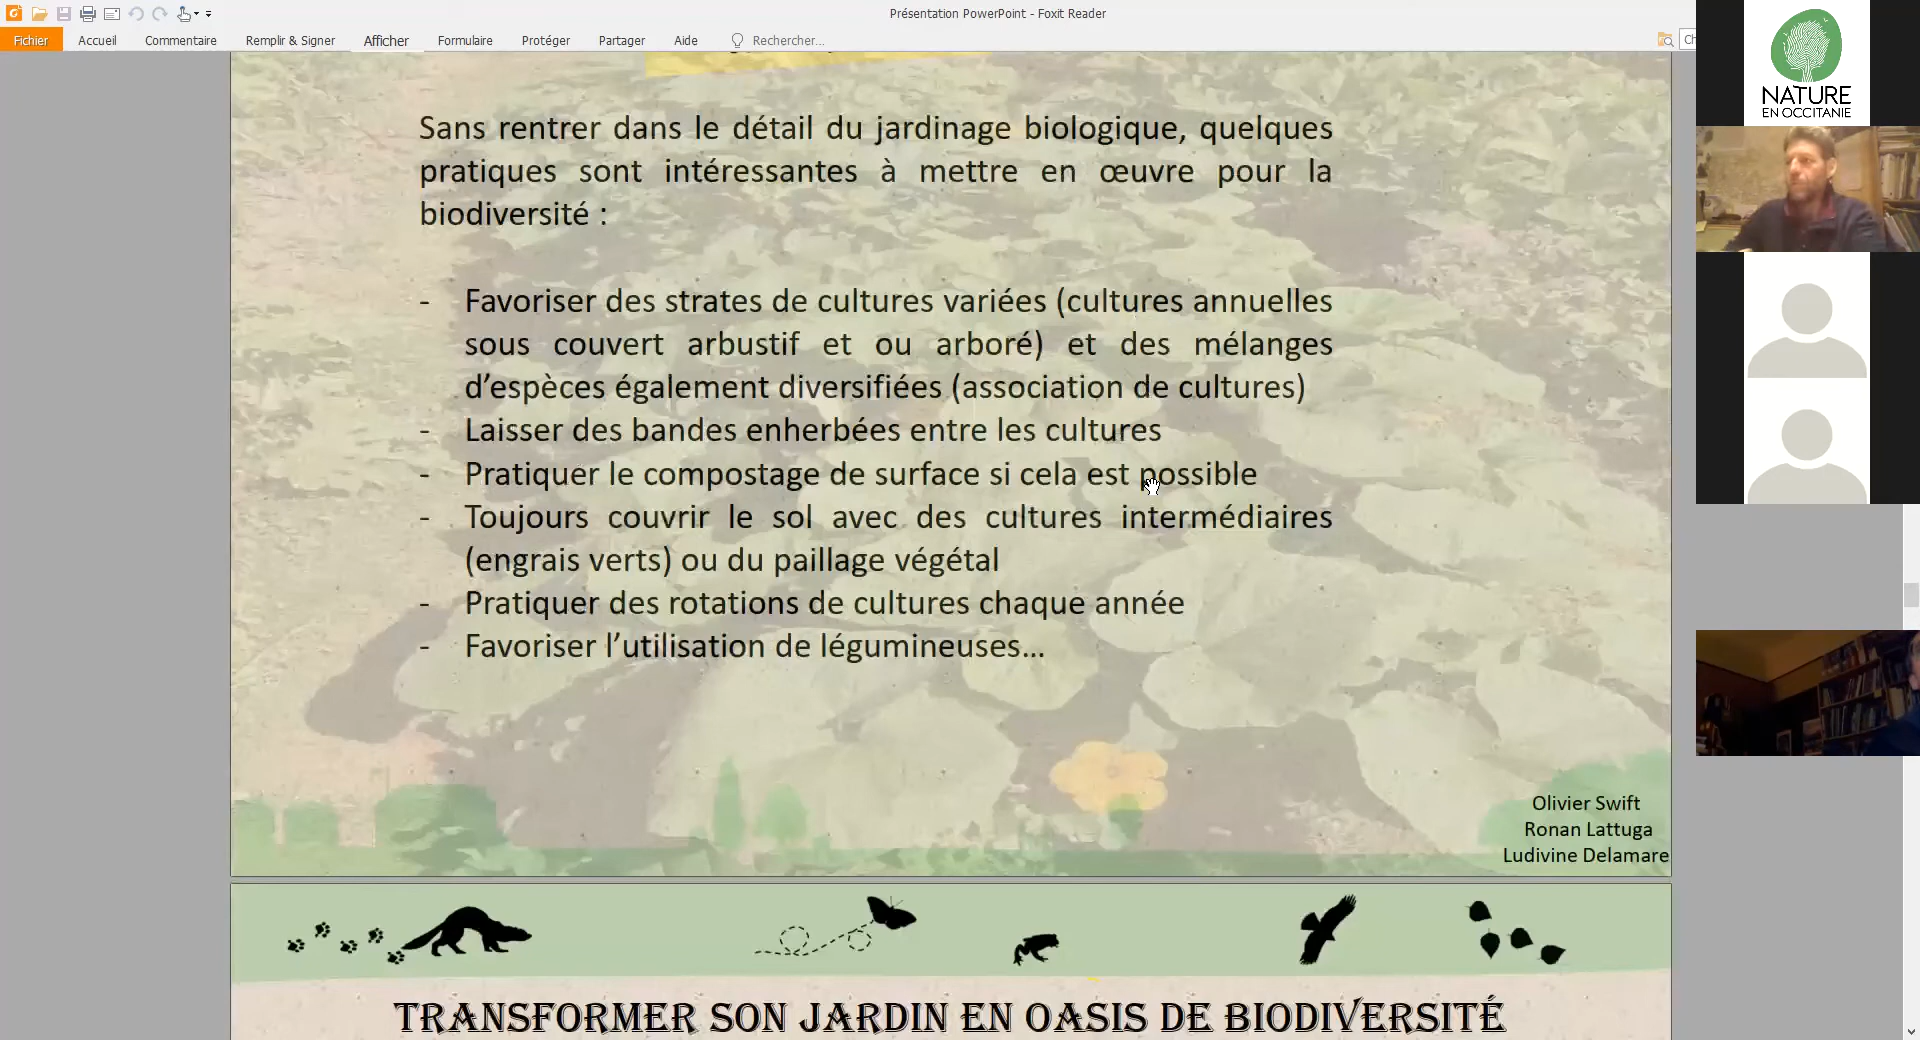 Présentation PowerPoint - Foxit Reader
Fichier Accueil Commentaire Remplir & Signer Afficher Formulaire Protéger Partager Aide Rechercher...
NATURE
EN OCCITANIE
Sans rentrer dans le détail du jardinage biologique, quelques
pratiques sont intéressantes à mettre en œuvre pour la
biodiversité :
- Favoriser des strates de cultures variées (cultures annuelles
sous couvert arbustif et ou arboré) et des mélanges
d’espèces également diversifiées (association de cultures)
- Laisser des bandes enherbées entre les cultures
- Pratiquer le compostage de surface si cela est possible
- Toujours couvrir le sol avec des cultures intermédiaires
(engrais verts) ou du paillage végétal
- Pratiquer des rotations de cultures chaque année
- Favoriser l’utilisation de légumineuses…
Olivier Swift
Ronan Lattuga
Ludivine Delamare
TRANSFORMER SON JARDIN EN OASIS DE BIODIVERSITÉ